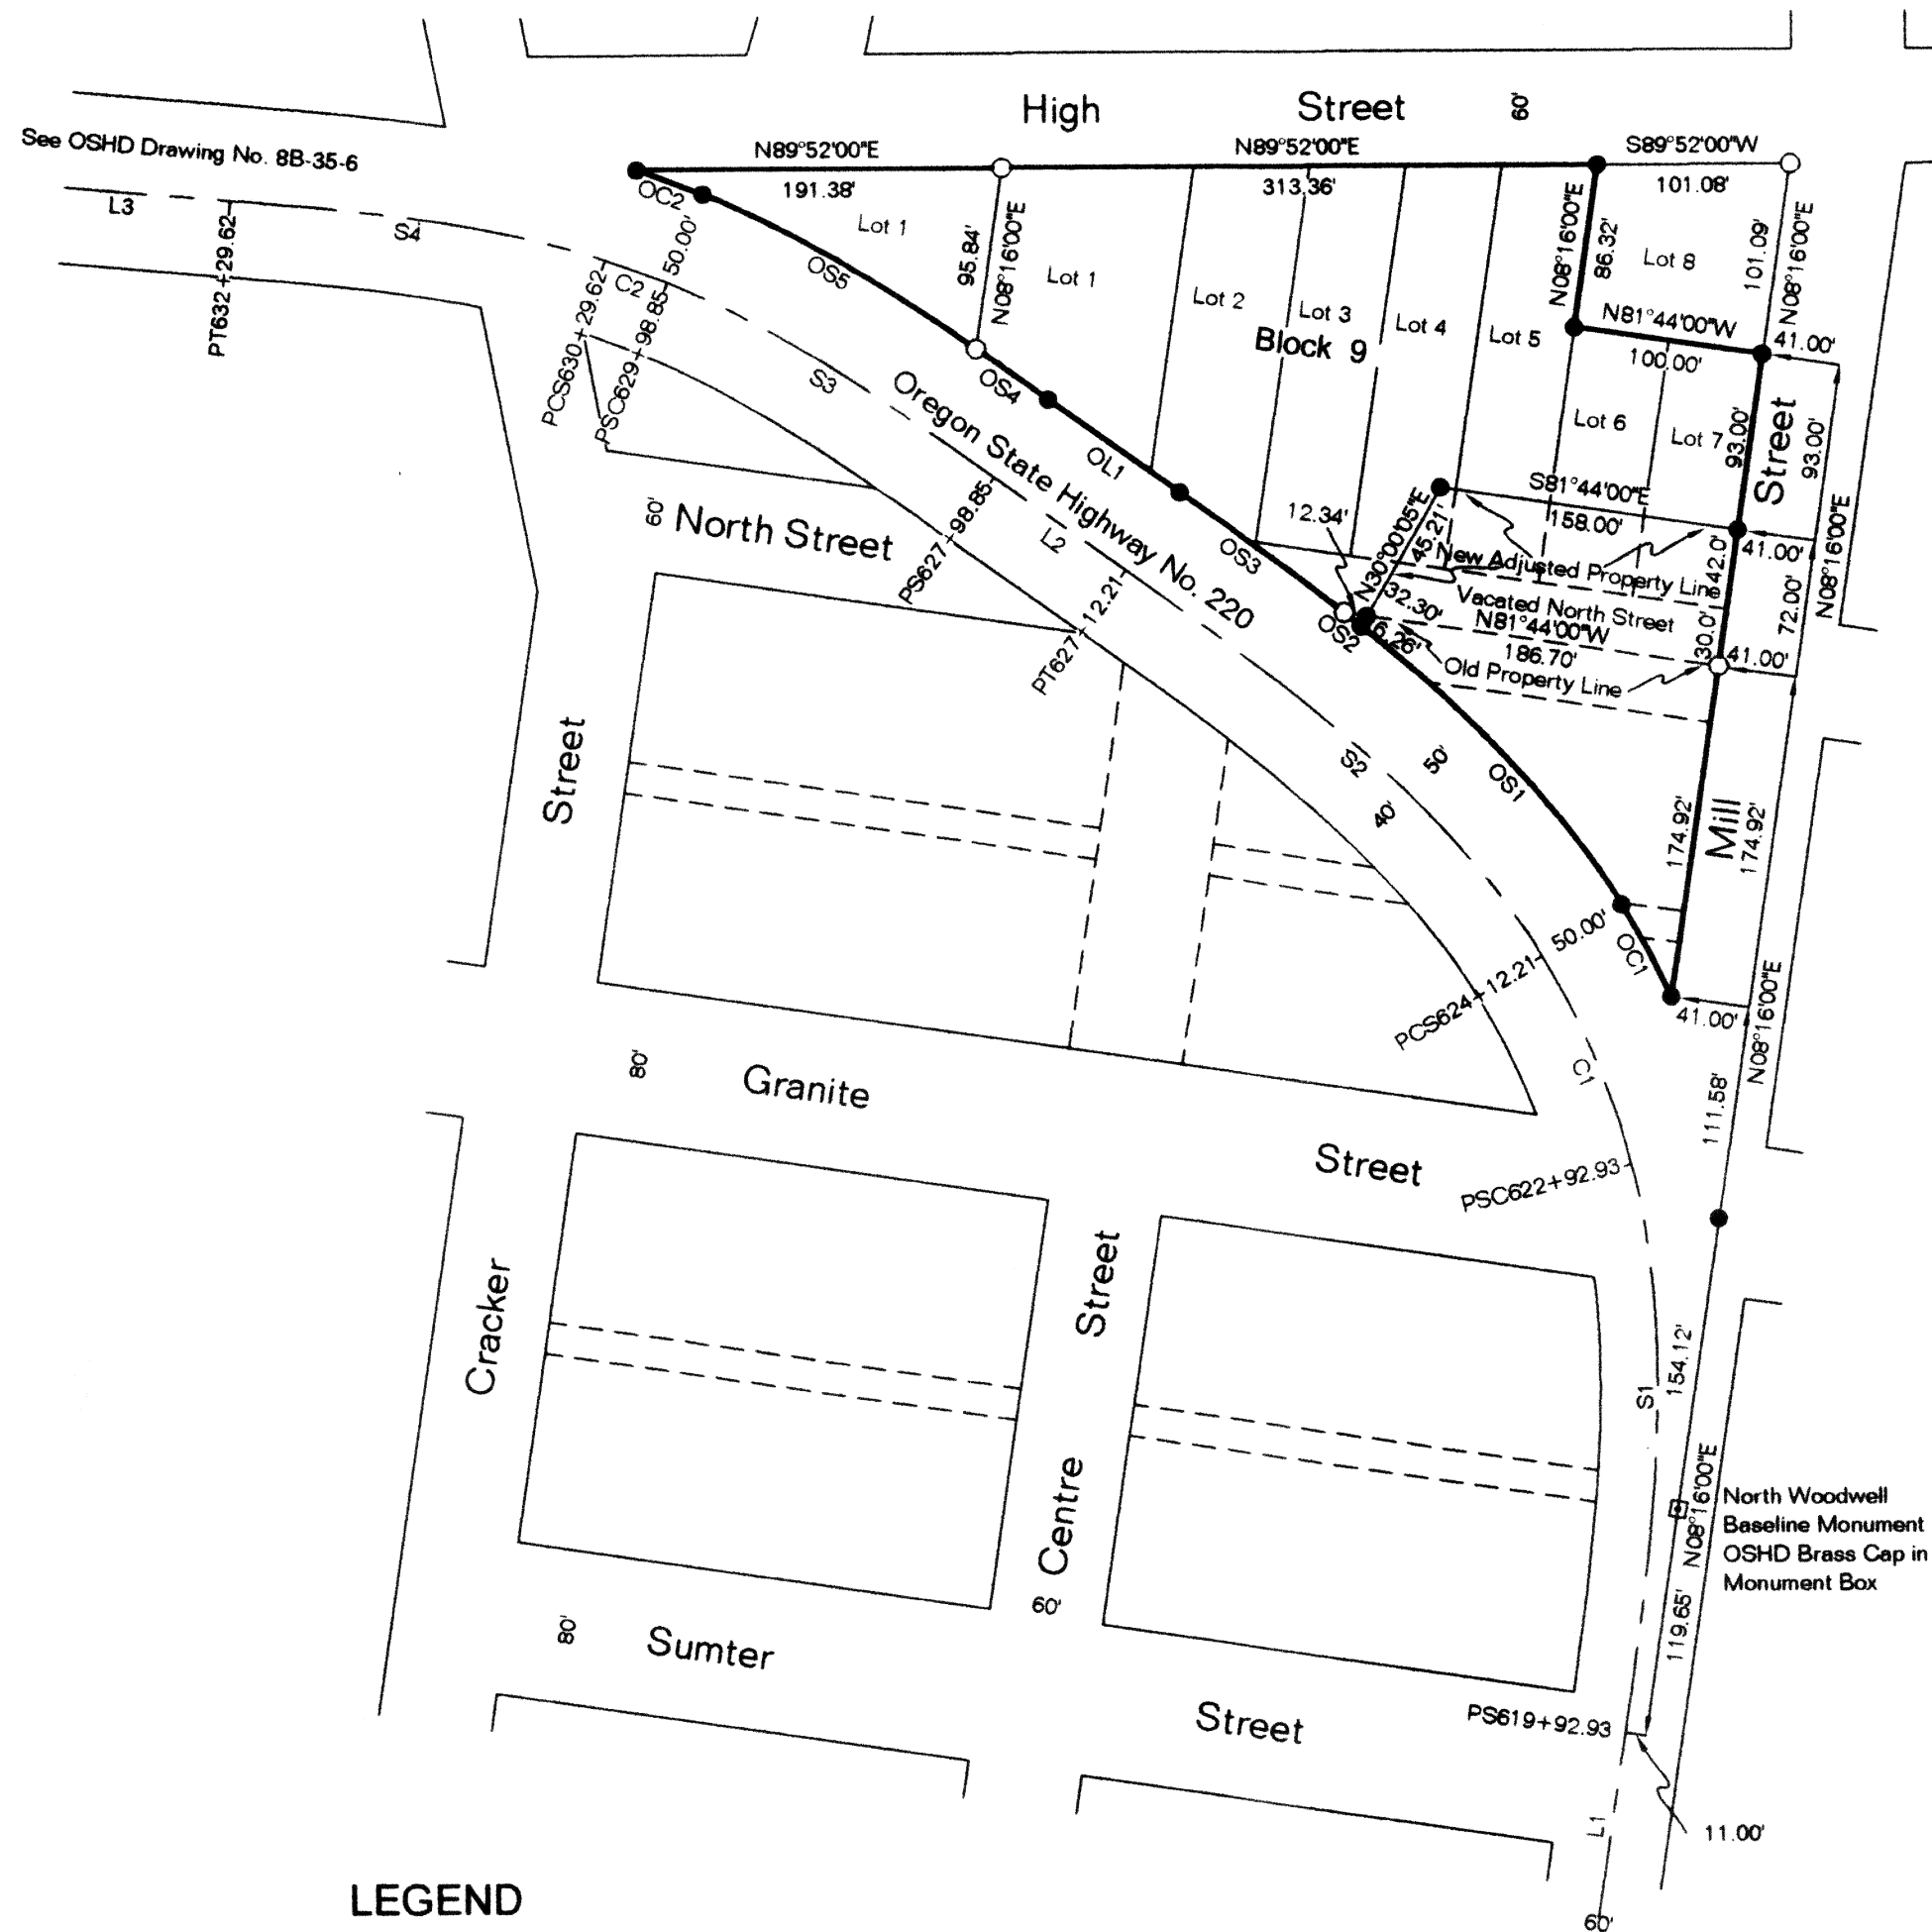 High Street 60'
See OSHD Drawing No. 8B-35-6
N89°52'00"E
191.38'
N89°52'00"E
313.36'
S89°52'00"W
101.08'
L3
PT632+29.62
S4
OC2
50.00'
Lot 1
OS5
95.84'
N08°16'00"E
Lot 1
Lot 2
Lot 3
Block 9
Lot 4
Lot 5
N08°16'00"E
86.32'
Lot 8
101.09'
N08°16'00"E
N81°44'00"W
100.00'
41.00'
PCS630+29.62
C2
PSC629+98.85
S3
OS4
Oregon State Highway No. 220
OL1
Lot 6
Lot 7
93.00'
Street
93.00'
S81°44'00"E
158.00'
60'
North Street
PS627+98.85
L2
OS3
12.34'
N30°00'05"E
45.21'
New Adjusted Property Line
42.0'
41.00'
N08°16'00"E
72.00'
Vacated North Street
32.30'
N81°44'00"W
186.70'
30.0'
41.00'
OS2
6.26'
Old Property Line
PT627+12.21
Street
S2
50'
OS1
40'
174.92'
Mill
174.92'
50.00'
OC1
PCS624+12.21
41.00'
N08°16'00"E
80'
Granite
C1
111.58'
Street
PSC622+92.93
Cracker
Street
S1
154.12'
N08°16'00"E
North Woodwell
Baseline Monument
OSHD Brass Cap in
Monument Box
Centre
60'
119.65'
80'
Sumter
Street
PS619+92.93
L1
11.00'
LEGEND
60'